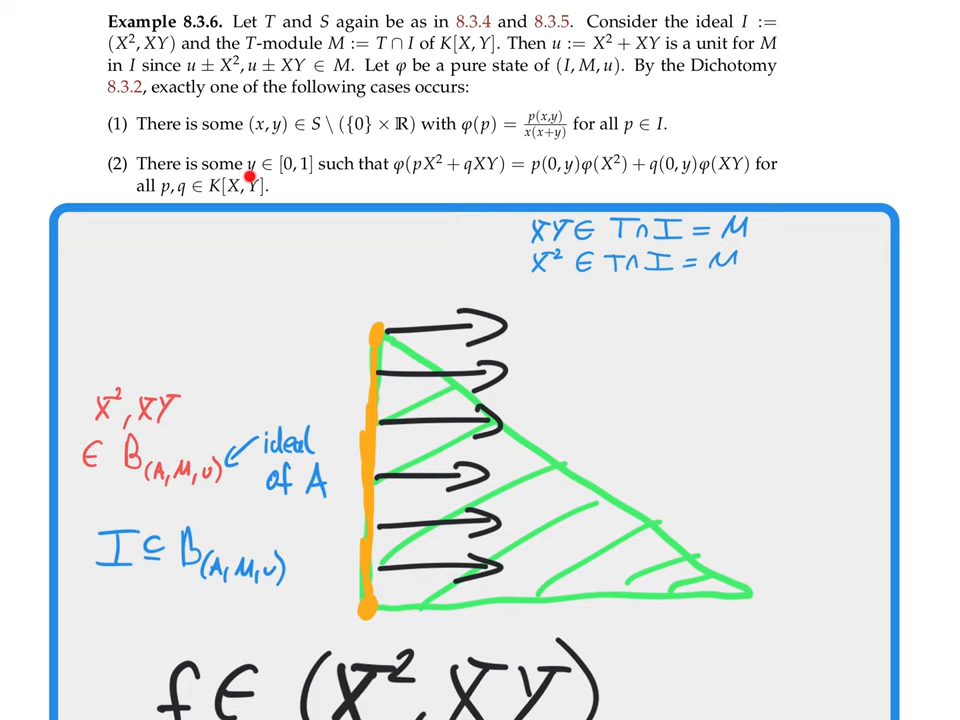 Example 8.3.6. Let T and S again be as in 8.3.4 and 8.3.5. Consider the ideal I :=
(X², XY) and the T-module M := T ∩ I of K[X, Y]. Then u := X² + XY is a unit for M
in I since u ± X², u ± XY ∈ M. Let φ be a pure state of (I, M, u). By the Dichotomy
8.3.2, exactly one of the following cases occurs:
(1) There is some (x, y) ∈ S \ ({0} × ℝ) with φ(p) = p(x,y)/x(x+y) for all p ∈ I.
(2) There is some y ∈ [0, 1] such that φ(pX² + qXY) = p(0, y)φ(X²) + q(0, y)φ(XY) for
all p, q ∈ K[X, Y].
XY ∈ T∩I = M
X² ∈ T∩I = M
X², XY
∈ B(A, M, u) ideal
of A
I ⊆ B(A, M, u)
f ∈ (X², XY)